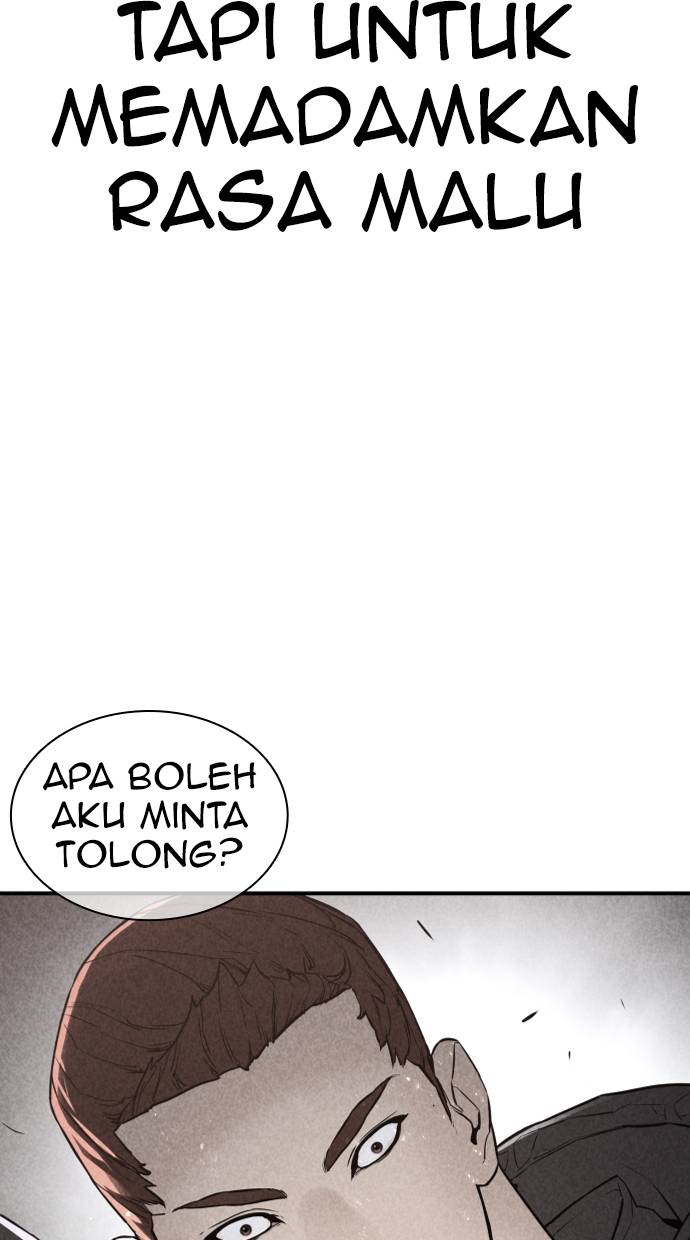 TAPI UNTUK
MEMADAMKAN
RASA MALU
APA BOLEH
AKU MINTA
TOLONG?